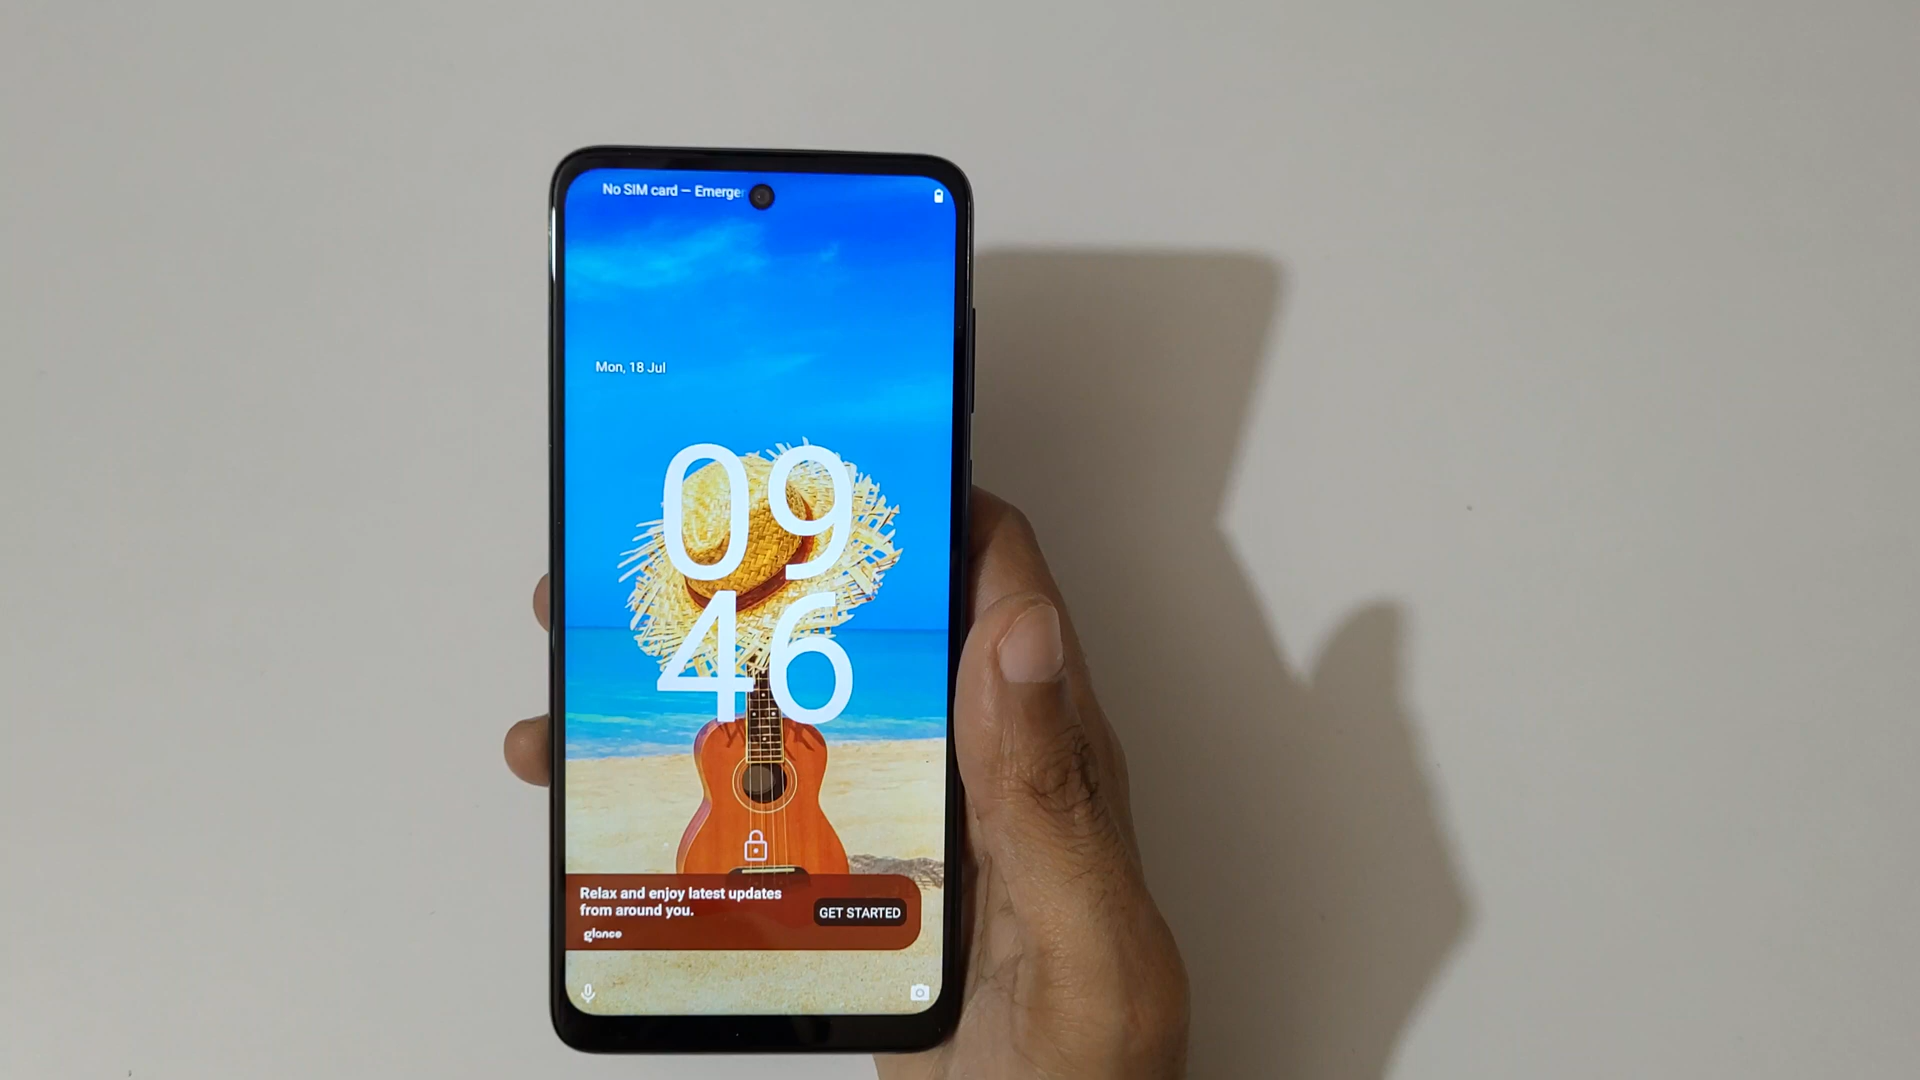 No SIM card – Emerger
Mon, 18 Jul
09
46
Relax and enjoy latest updates
from around you.
GET STARTED
glance